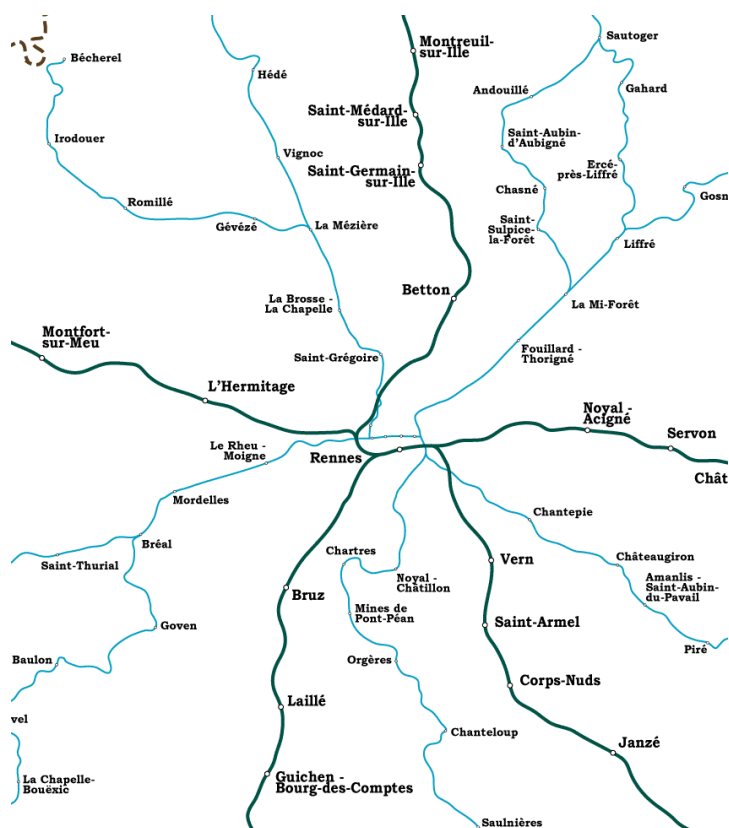 Sautoger
Montreuil-
sur-Ille
Bécherel
Hédé
Gahard
Andouillé
Saint-Médard-
sur-Ille
Saint-Aubin-
d'Aubigné
Irodouer
Vignoc
Saint-Germain-
sur-Ille
Ercé-
près-Liffré
Chasné
Gosn
Romillé
Gévézé
La Mézière
Saint-
Sulpice-
la-Forêt
Liffré
Betton
La Brosse -
La Chapelle
La Mi-Forêt
Montfort-
sur-Meu
Saint-Grégoire
Fouillard -
Thorigné
L'Hermitage
Noyal -
Acigné
Servon
Le Rheu -
Moigne
Rennes
Chât
Mordelles
Chantepie
Bréal
Saint-Thurial
Chartres
Noyal -
Châtillon
Vern
Châteaugiron
Bruz
Amanlis -
Saint-Aubin-
du-Pavail
Mines de
Pont-Péan
Goven
Saint-Armel
Piré
Baulon
Orgères
Corps-Nuds
Laillé
vel
Chanteloup
Janzé
La Chapelle-
Bouëxic
Guichen -
Bourg-des-Comptes
Saulnières